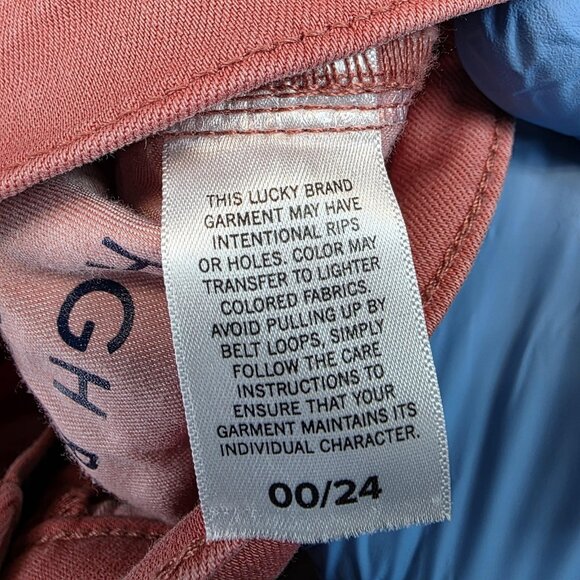 THIS LUCKY BRAND
GARMENT MAY HAVE
INTENTIONAL RIPS
OR HOLES. COLOR MAY
TRANSFER TO LIGHTER
COLORED FABRICS.
AVOID PULLING UP BY
BELT LOOPS, SIMPLY
FOLLOW THE CARE
INSTRUCTIONS TO
ENSURE THAT YOUR
GARMENT MAINTAINS ITS
INDIVIDUAL CHARACTER.
00/24
GH